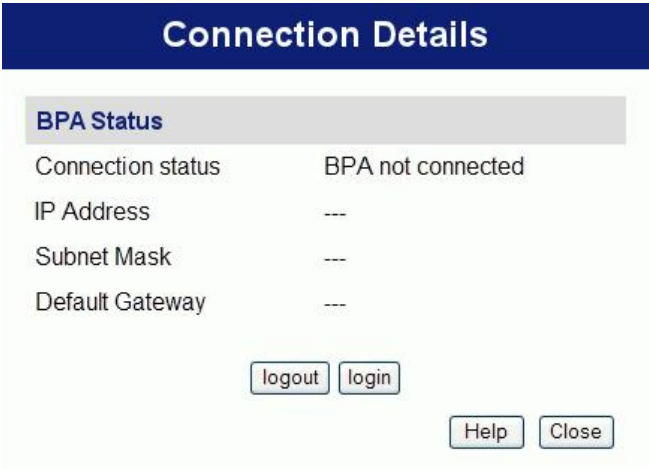 Connection Details
BPA Status
Connection status BPA not connected
IP Address ---
Subnet Mask ---
Default Gateway ---
logout login
Help Close